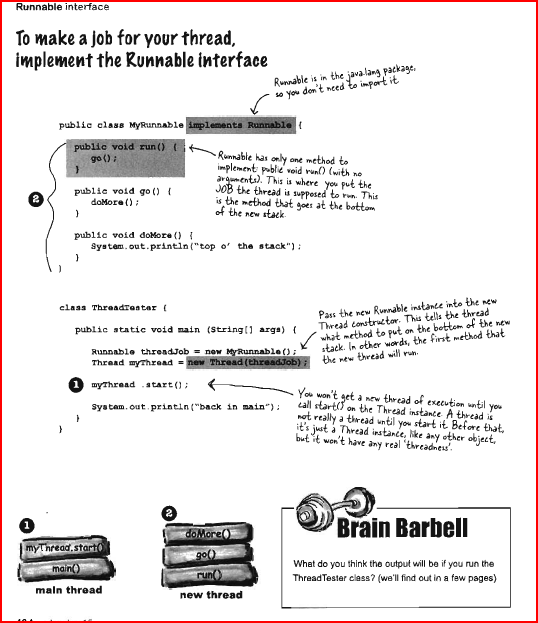 Runnable interface
To make a job for your thread,
implement the Runnable interface
Runnable is in the java.lang package,
so you don't need to import it.
public class MyRunnable implements Runnable {
public void run() {
go();
}
Runnable has only one method to
implement: public void run() (with no
arguments). This is where you put the
JOB the thread is supposed to run. This
is the method that goes at the bottom
of the new stack.
2
public void go() {
doMore();
}
public void doMore() {
System.out.println("top o' the stack");
}
}
class ThreadTester {
public static void main (String[] args) {
Runnable threadJob = new MyRunnable();
Thread myThread = new Thread(threadJob);
Pass the new Runnable instance into the new
Thread constructor. This tells the thread
what method to put on the bottom of the new
stack. In other words, the first method that
the new thread will run.
1 myThread .start();
System.out.println("back in main");
}
}
You won't get a new thread of execution until you
call start() on the Thread instance. A thread is
not really a thread until you start it. Before that,
it's just a Thread instance, like any other object,
but it won't have any real 'threadness'.
1
myThread.start()
main()
main thread
2
doMore()
go()
run()
new thread
Brain Barbell
What do you think the output will be if you run the
ThreadTester class? (we'll find out in a few pages)